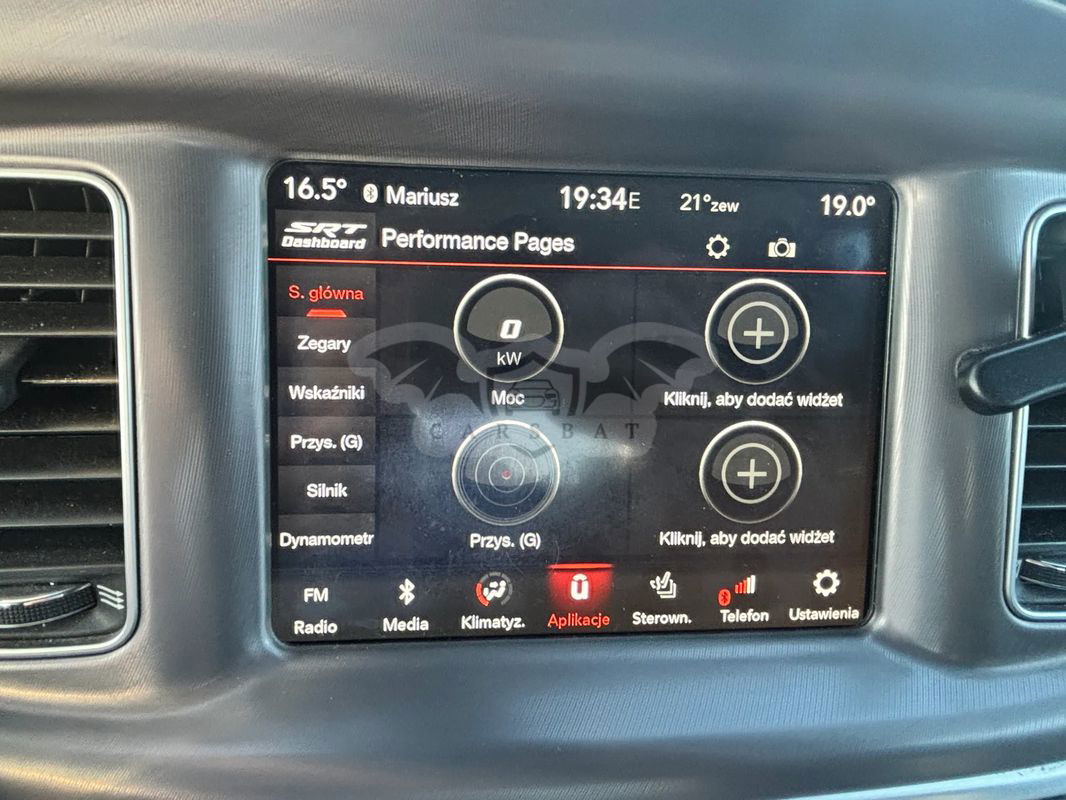 16.5° Mariusz 19:34E 21°zew 19.0°
SRT
Dashboard
Performance Pages
S. główna
Zegary
Wskaźniki
Przys. (G)
Silnik
Dynamometr
0
kW
Moc
Kliknij, aby dodać widżet
CARSBAT
Przys. (G)
Kliknij, aby dodać widżet
FM
Radio
Media
Klimatyz.
Aplikacje
Sterown.
Telefon
Ustawienia